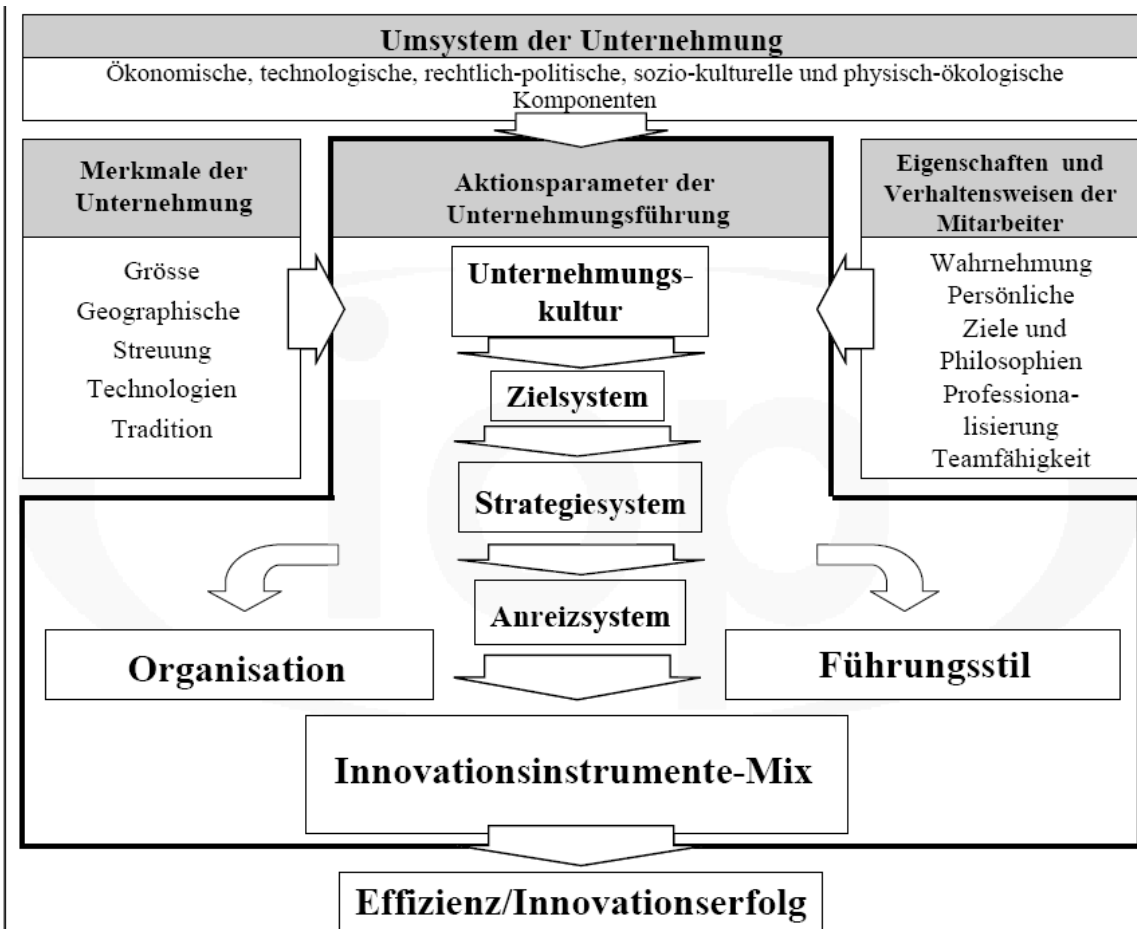 Umsystem der Unternehmung
Ökonomische, technologische, rechtlich-politische, sozio-kulturelle und physisch-ökologische
Komponenten
Merkmale der
Unternehmung
Grösse
Geographische
Streuung
Technologien
Tradition
Aktionsparameter der
Unternehmungsführung
Unternehmungs-
kultur
Zielsystem
Strategiesystem
Anreizsystem
Eigenschaften und
Verhaltensweisen der
Mitarbeiter
Wahrnehmung
Persönliche
Ziele und
Philosophien
Professiona-
lisierung
Teamfähigkeit
Organisation
Führungsstil
Innovationsinstrumente-Mix
Effizienz/Innovationserfolg
iop